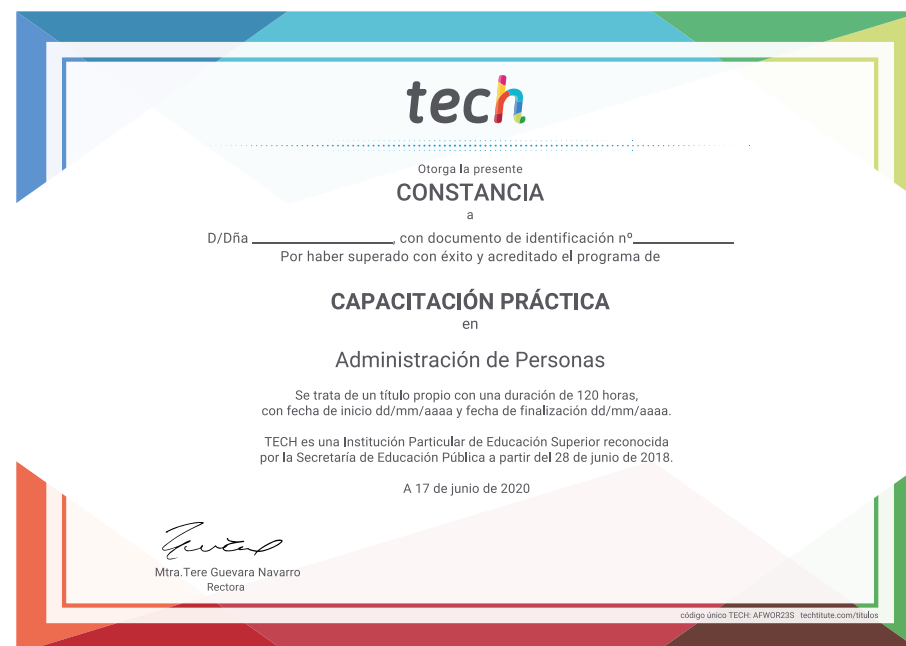 tech
Otorga la presente
CONSTANCIA
a
D/Dña ____________________, con documento de identificación nº______________
Por haber superado con éxito y acreditado el programa de
CAPACITACIÓN PRÁCTICA
en
Administración de Personas
Se trata de un título propio con una duración de 120 horas,
con fecha de inicio dd/mm/aaaa y fecha de finalización dd/mm/aaaa.
TECH es una Institución Particular de Educación Superior reconocida
por la Secretaría de Educación Pública a partir del 28 de junio de 2018.
A 17 de junio de 2020
Mtra.Tere Guevara Navarro
Rectora
código único TECH: AFWOR23S techtitute.com/titulos